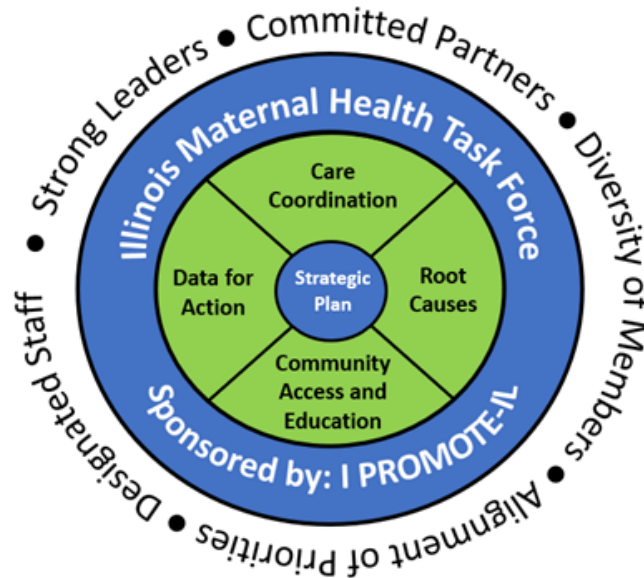 Strong Leaders ● Committed Partners ● Diversity of Members ● Alignment of Priorities ● Designated Staff ●
Illinois Maternal Health Task Force
Care
Coordination
Data for
Action
Strategic
Plan
Root
Causes
Community
Access and
Education
Sponsored by: I PROMOTE-IL